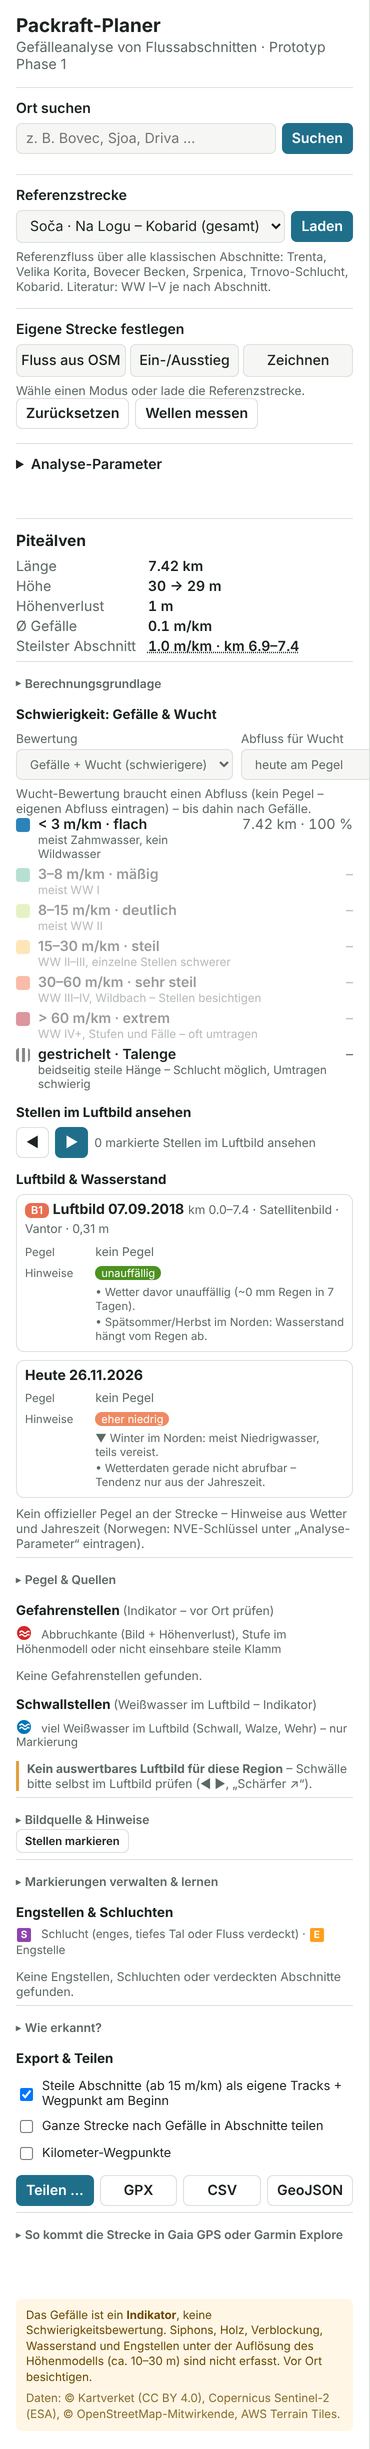 Packraft-Planer
Gefälleanalyse von Flussabschnitten · Prototyp
Phase 1
Ort suchen
z. B. Bovec, Sjoa, Driva ...
Suchen
Referenzstrecke
Soča · Na Logu – Kobarid (gesamt)
Laden
Referenzfluss über alle klassischen Abschnitte: Trenta,
Velika Korita, Bovecer Becken, Srpenica, Trnovo-Schlucht,
Kobarid. Literatur: WW I–V je nach Abschnitt.
Eigene Strecke festlegen
Fluss aus OSM
Ein-/Ausstieg
Zeichnen
Wähle einen Modus oder lade die Referenzstrecke.
Zurücksetzen
Wellen messen
▶ Analyse-Parameter
Piteälven
Länge 7.42 km
Höhe 30 → 29 m
Höhenverlust 1 m
Ø Gefälle 0.1 m/km
Steilster Abschnitt 1.0 m/km · km 6.9–7.4
▸ Berechnungsgrundlage
Schwierigkeit: Gefälle & Wucht
Bewertung Abfluss für Wucht
Gefälle + Wucht (schwierigere) heute am Pegel
Wucht-Bewertung braucht einen Abfluss (kein Pegel –
eigenen Abfluss eintragen) – bis dahin nach Gefälle.
< 3 m/km · flach 7.42 km · 100 %
meist Zahmwasser, kein
Wildwasser
3–8 m/km · mäßig –
meist WW I
8–15 m/km · deutlich –
meist WW II
15–30 m/km · steil –
WW II–III, einzelne Stellen schwerer
30–60 m/km · sehr steil –
WW III–IV, Wildbach – Stellen besichtigen
> 60 m/km · extrem –
WW IV+, Stufen und Fälle – oft umtragen
gestrichelt · Talenge –
beidseitig steile Hänge – Schlucht möglich, Umtragen
schwierig
Stellen im Luftbild ansehen
◀ ▶ 0 markierte Stellen im Luftbild ansehen
Luftbild & Wasserstand
B1 Luftbild 07.09.2018 km 0.0–7.4 · Satellitenbild ·
Vantor · 0,31 m
Pegel kein Pegel
Hinweise unauffällig
• Wetter davor unauffällig (~0 mm Regen in 7
Tagen).
• Spätsommer/Herbst im Norden: Wasserstand
hängt vom Regen ab.
Heute 26.11.2026
Pegel kein Pegel
Hinweise eher niedrig
▼ Winter im Norden: meist Niedrigwasser,
teils vereist.
• Wetterdaten gerade nicht abrufbar –
Tendenz nur aus der Jahreszeit.
Kein offizieller Pegel an der Strecke – Hinweise aus Wetter
und Jahreszeit (Norwegen: NVE-Schlüssel unter „Analyse-
Parameter“ eintragen).
▸ Pegel & Quellen
Gefahrenstellen (Indikator – vor Ort prüfen)
Abbruchkante (Bild + Höhenverlust), Stufe im
Höhenmodell oder nicht einsehbare steile Klamm
Keine Gefahrenstellen gefunden.
Schwallstellen (Weißwasser im Luftbild – Indikator)
viel Weißwasser im Luftbild (Schwall, Walze, Wehr) – nur
Markierung
Kein auswertbares Luftbild für diese Region – Schwälle
bitte selbst im Luftbild prüfen (◀ ▶, „Schärfer ↗“).
▸ Bildquelle & Hinweise
Stellen markieren
▸ Markierungen verwalten & lernen
Engstellen & Schluchten
S Schlucht (enges, tiefes Tal oder Fluss verdeckt) · E
Engstelle
Keine Engstellen, Schluchten oder verdeckten Abschnitte
gefunden.
▸ Wie erkannt?
Export & Teilen
Steile Abschnitte (ab 15 m/km) als eigene Tracks +
Wegpunkt am Beginn
Ganze Strecke nach Gefälle in Abschnitte teilen
Kilometer-Wegpunkte
Teilen ...
GPX
CSV
GeoJSON
▸ So kommt die Strecke in Gaia GPS oder Garmin Explore
Das Gefälle ist ein Indikator, keine
Schwierigkeitsbewertung. Siphons, Holz, Verblockung,
Wasserstand und Engstellen unter der Auflösung des
Höhenmodells (ca. 10–30 m) sind nicht erfasst. Vor Ort
besichtigen.
Daten: © Kartverket (CC BY 4.0), Copernicus Sentinel-2
(ESA), © OpenStreetMap-Mitwirkende, AWS Terrain Tiles.